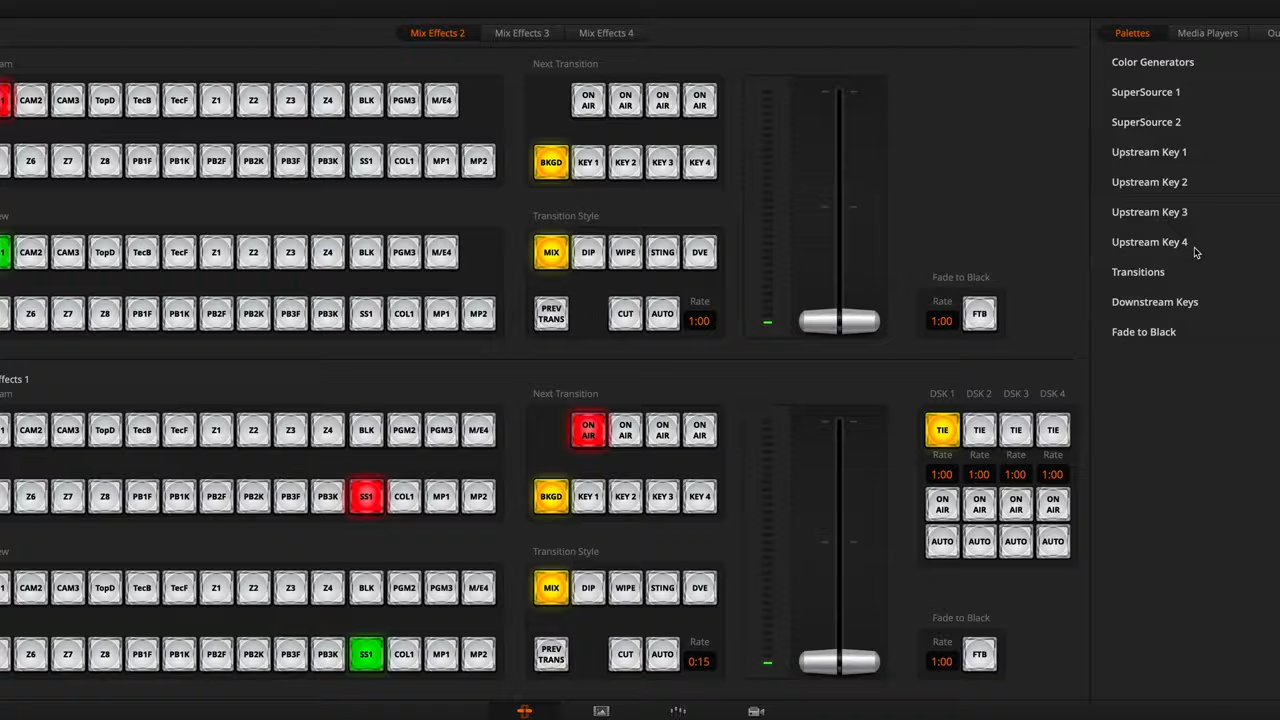 Mix Effects 2 Mix Effects 3 Mix Effects 4 Palettes Media Players Ou
am Next Transition Color Generators
1 CAM2 CAM3 TopD TecB TecF Z1 Z2 Z3 Z4 BLK PGM3 M/E4 ON AIR ON AIR ON AIR ON AIR SuperSource 1
SuperSource 2
Z6 Z7 Z8 PB1F PB1K PB2F PB2K PB3F PB3K SS1 COL1 MP1 MP2 BKGD KEY 1 KEY 2 KEY 3 KEY 4 Upstream Key 1
Upstream Key 2
ew Transition Style Upstream Key 3
1 CAM2 CAM3 TopD TecB TecF Z1 Z2 Z3 Z4 BLK PGM3 M/E4 MIX DIP WIPE STING DVE Upstream Key 4
Fade to Black Transitions
Rate Rate Downstream Keys
Z6 Z7 Z8 PB1F PB1K PB2F PB2K PB3F PB3K SS1 COL1 MP1 MP2 PREV TRANS CUT AUTO 1:00 1:00 FTB
Fade to Black
ffects 1
am Next Transition DSK 1 DSK 2 DSK 3 DSK 4
1 CAM2 CAM3 TopD TecB TecF Z1 Z2 Z3 Z4 BLK PGM2 PGM3 M/E4 ON AIR ON AIR ON AIR ON AIR TIE TIE TIE TIE
Rate Rate Rate Rate
1:00 1:00 1:00 1:00
Z6 Z7 Z8 PB1F PB1K PB2F PB2K PB3F PB3K SS1 COL1 MP1 MP2 BKGD KEY 1 KEY 2 KEY 3 KEY 4 ON AIR ON AIR ON AIR ON AIR
AUTO AUTO AUTO AUTO
ew Transition Style
1 CAM2 CAM3 TopD TecB TecF Z1 Z2 Z3 Z4 BLK PGM2 PGM3 M/E4 MIX DIP WIPE STING DVE
Fade to Black
Rate Rate
Z6 Z7 Z8 PB1F PB1K PB2F PB2K PB3F PB3K SS1 COL1 MP1 MP2 PREV TRANS CUT AUTO 0:15 1:00 FTB